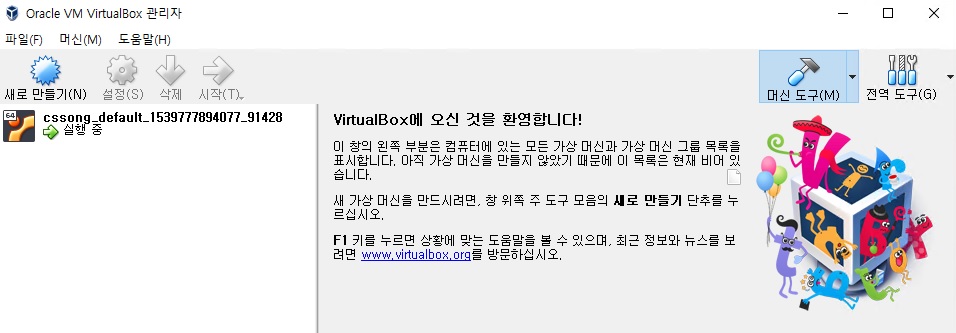 Oracle VM VirtualBox 관리자
파일(F) 머신(M) 도움말(H)
새로 만들기(N) 설정(S) 삭제 시작(T) 머신 도구(M) 전역 도구(G)
64
cssong_default_1539777894077_91428
실행 중
VirtualBox에 오신 것을 환영합니다!
이 창의 왼쪽 부분은 컴퓨터에 있는 모든 가상 머신과 가상 머신 그룹 목록을
표시합니다. 아직 가상 머신을 만들지 않았기 때문에 이 목록은 현재 비어 있
습니다.
새 가상 머신을 만드시려면, 창 위쪽 주 도구 모음의 새로 만들기 단추를 누
르십시오.
F1 키를 누르면 상황에 맞는 도움말을 볼 수 있으며, 최근 정보와 뉴스를 보
려면 www.virtualbox.org를 방문하십시오.